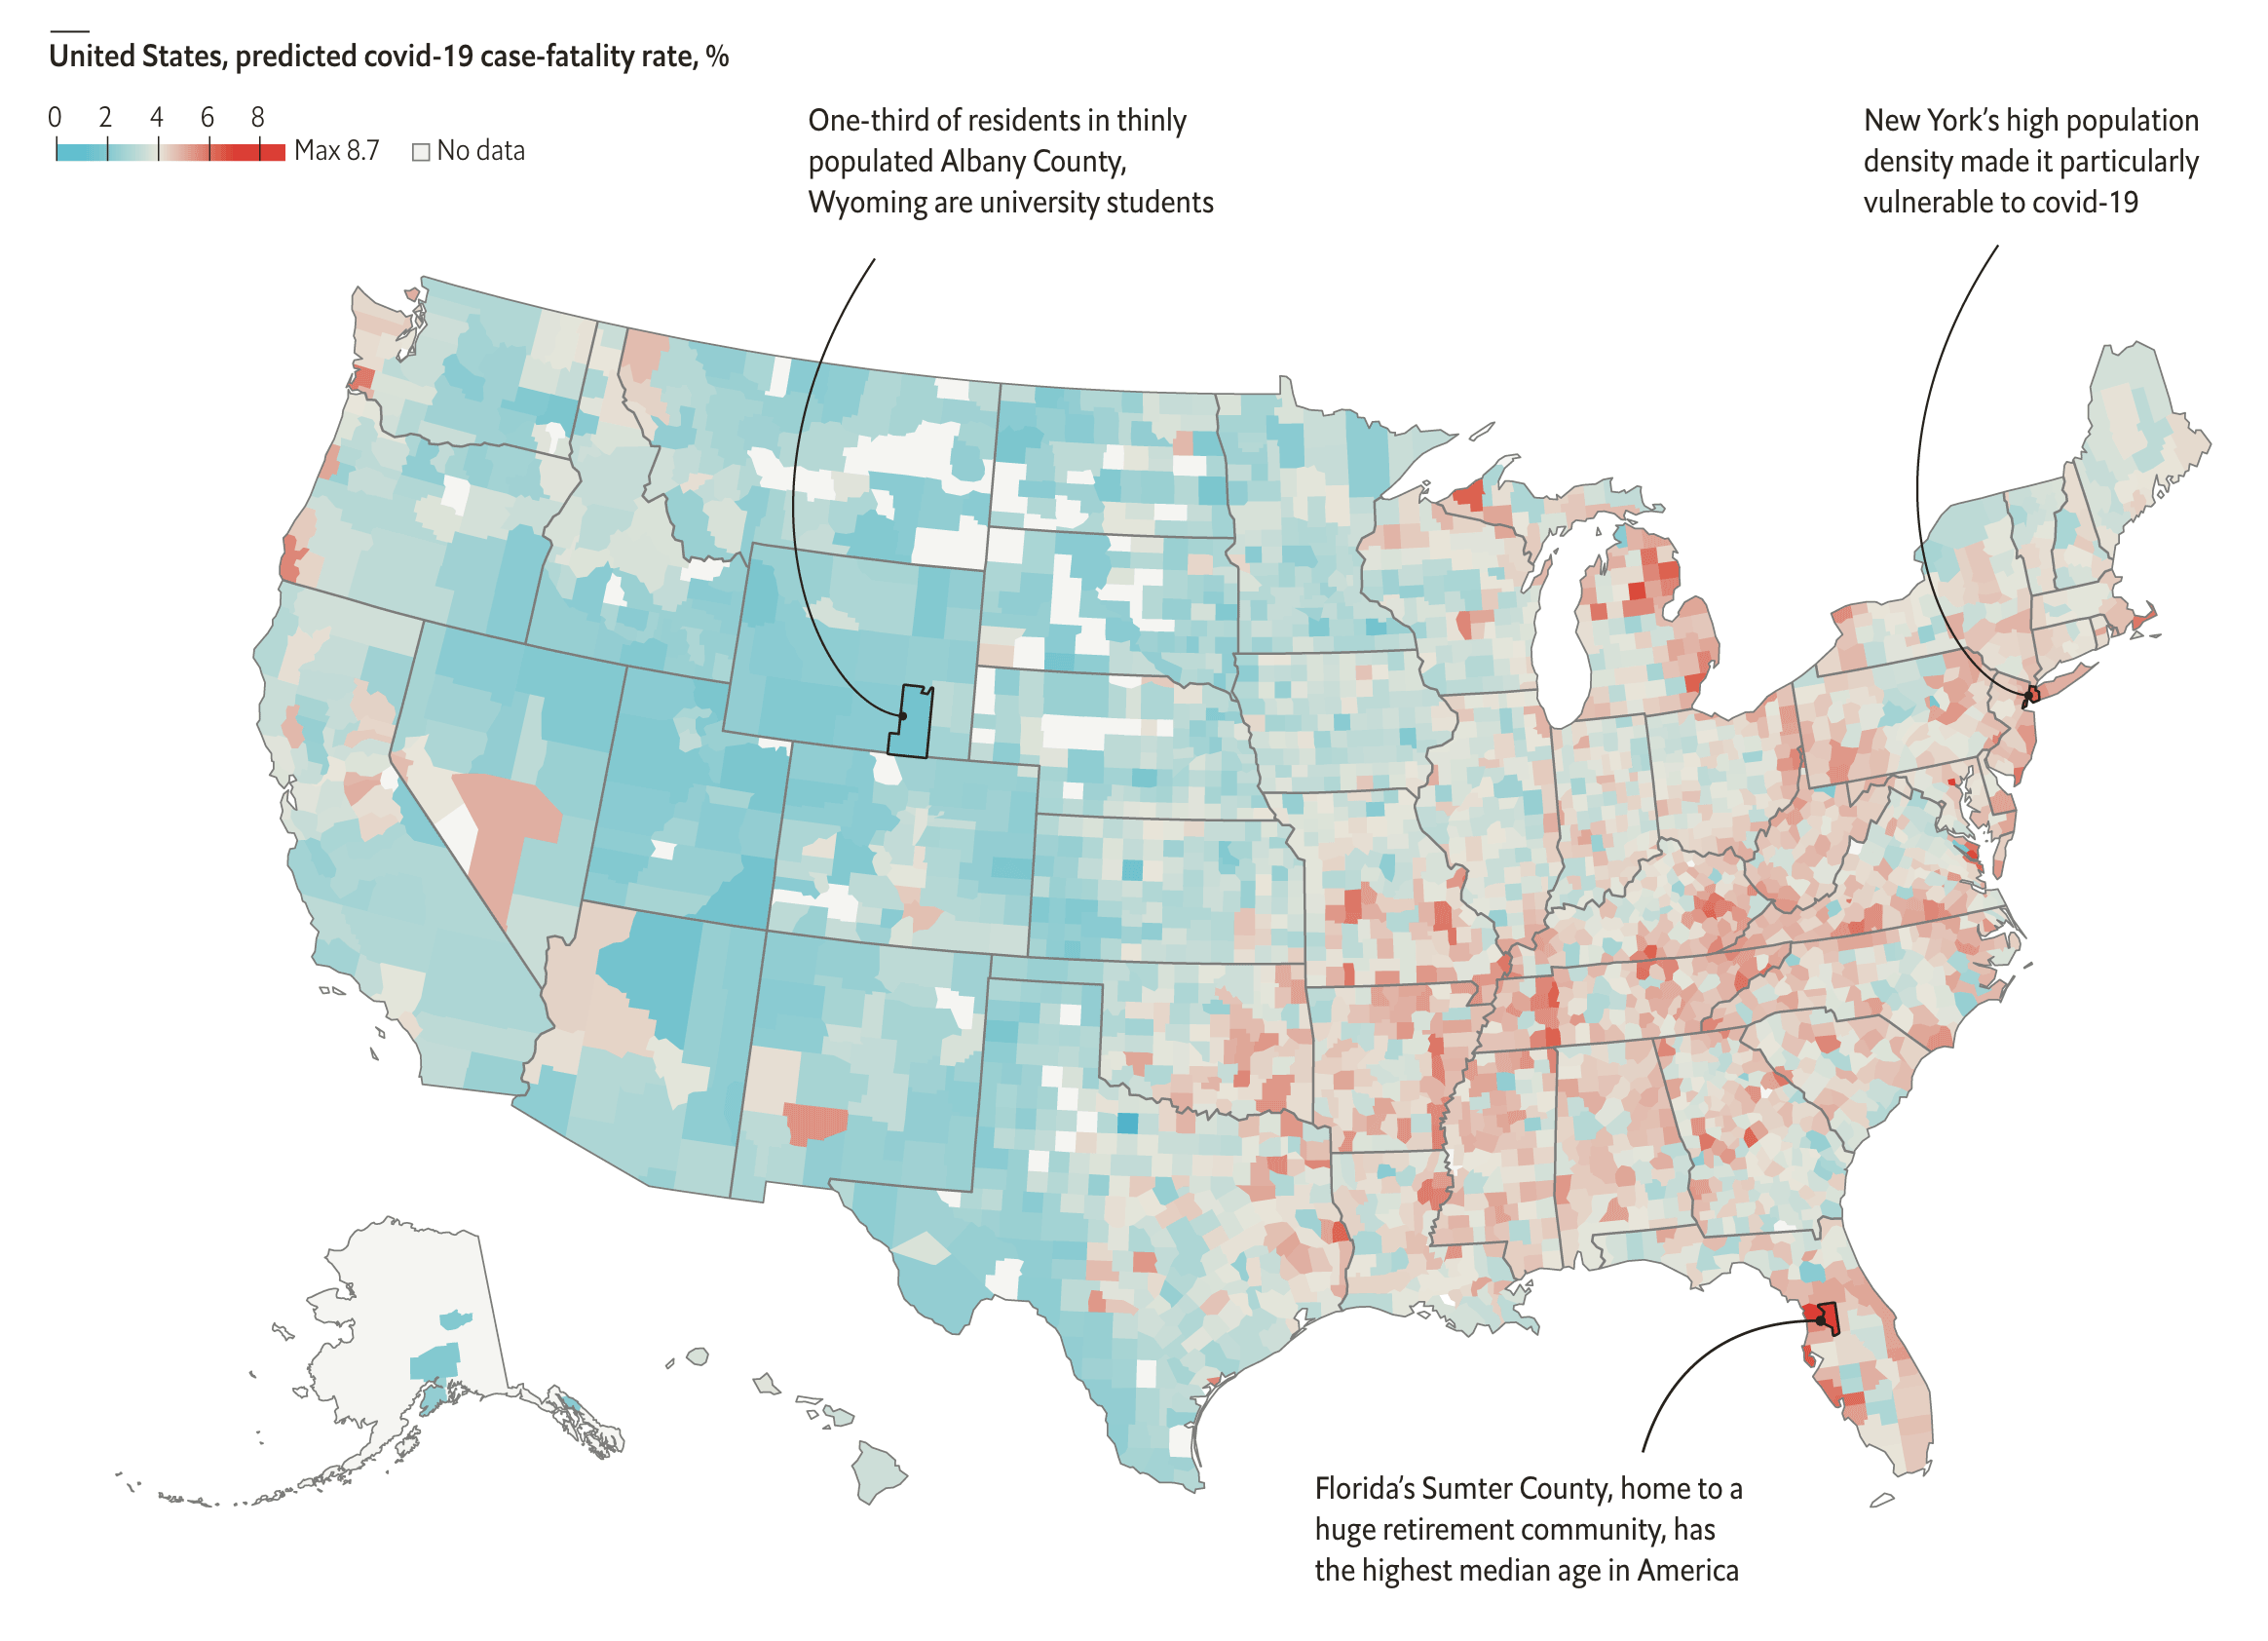 United States, predicted covid-19 case-fatality rate, %
0 2 4 6 8
Max 8.7 No data
One-third of residents in thinly
populated Albany County,
Wyoming are university students
New York’s high population
density made it particularly
vulnerable to covid-19
Florida’s Sumter County, home to a
huge retirement community, has
the highest median age in America